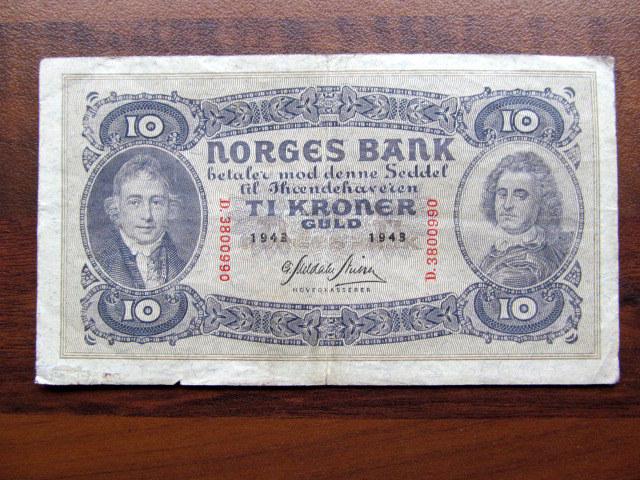 10 10
NORGES BANK
betaler mod denne Seddel
til Ihændehaveren
TI KRONER
GULD
1943 1943
D.3800990 D.3800990
HOVEDKASSERER
10 10